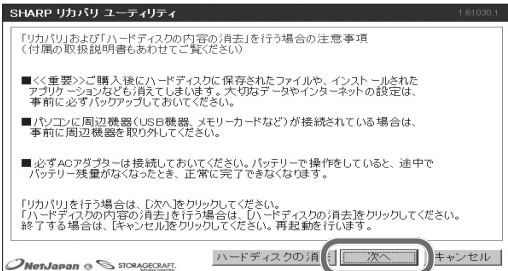 SHARP リカバリ ユーティリティ 1.61030.1
「リカバリ」および「ハードディスクの内容の消去」を行う場合の注意事項
(付属の取扱説明書もあわせてご覧ください)
■<<重要>>ご購入後にハードディスクに保存されたファイルや、インストールされた
アプリケーションなども消えてしまいます。大切なデータやインターネットの設定は、
事前に必ずバックアップしておいてください。
■パソコンに周辺機器(USB機器、メモリーカードなど)が接続されている場合は、
事前に周辺機器を取り外してください。
■必ずACアダプターは接続しておいてください。バッテリーで操作をしていると、途中で
バッテリー残量がなくなったとき、正常に完了できなくなります。
「リカバリ」を行う場合は、[次へ]をクリックしてください。
「ハードディスクの内容の消去」を行う場合は、[ハードディスクの消去]をクリックしてください。
終了する場合は、[キャンセル]をクリックしてください。再起動を行います。
NetJapan STORAGECRAFT. ハードディスクの消 次へ キャンセル